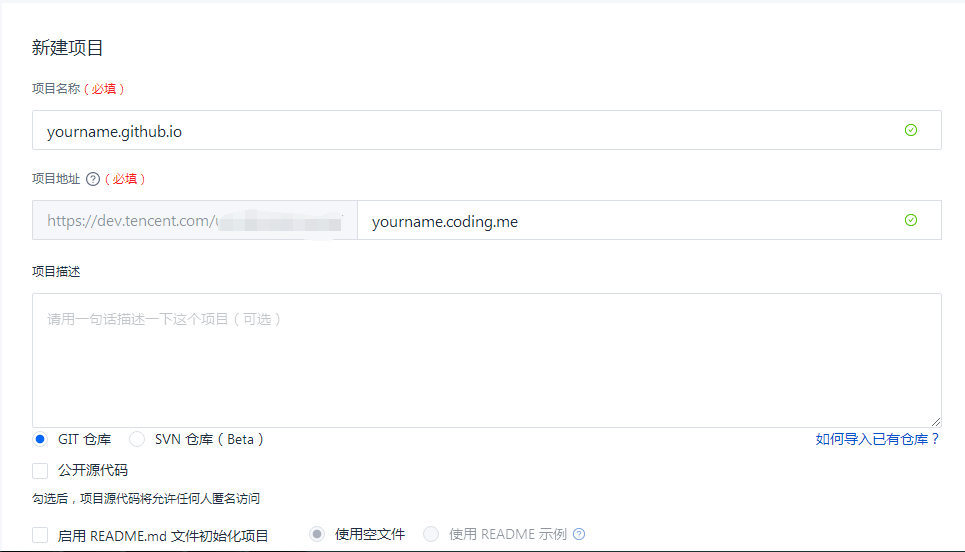 新建项目
项目名称（必填）
yourname.github.io
项目地址 ?（必填）
https://dev.tencent.com/u yourname.coding.me
项目描述
请用一句话描述一下这个项目（可选）
GIT 仓库 SVN 仓库（Beta） 如何导入已有仓库？
公开源代码
勾选后，项目源代码将允许任何人匿名访问
启用 README.md 文件初始化项目 使用空文件 使用 README 示例 ?